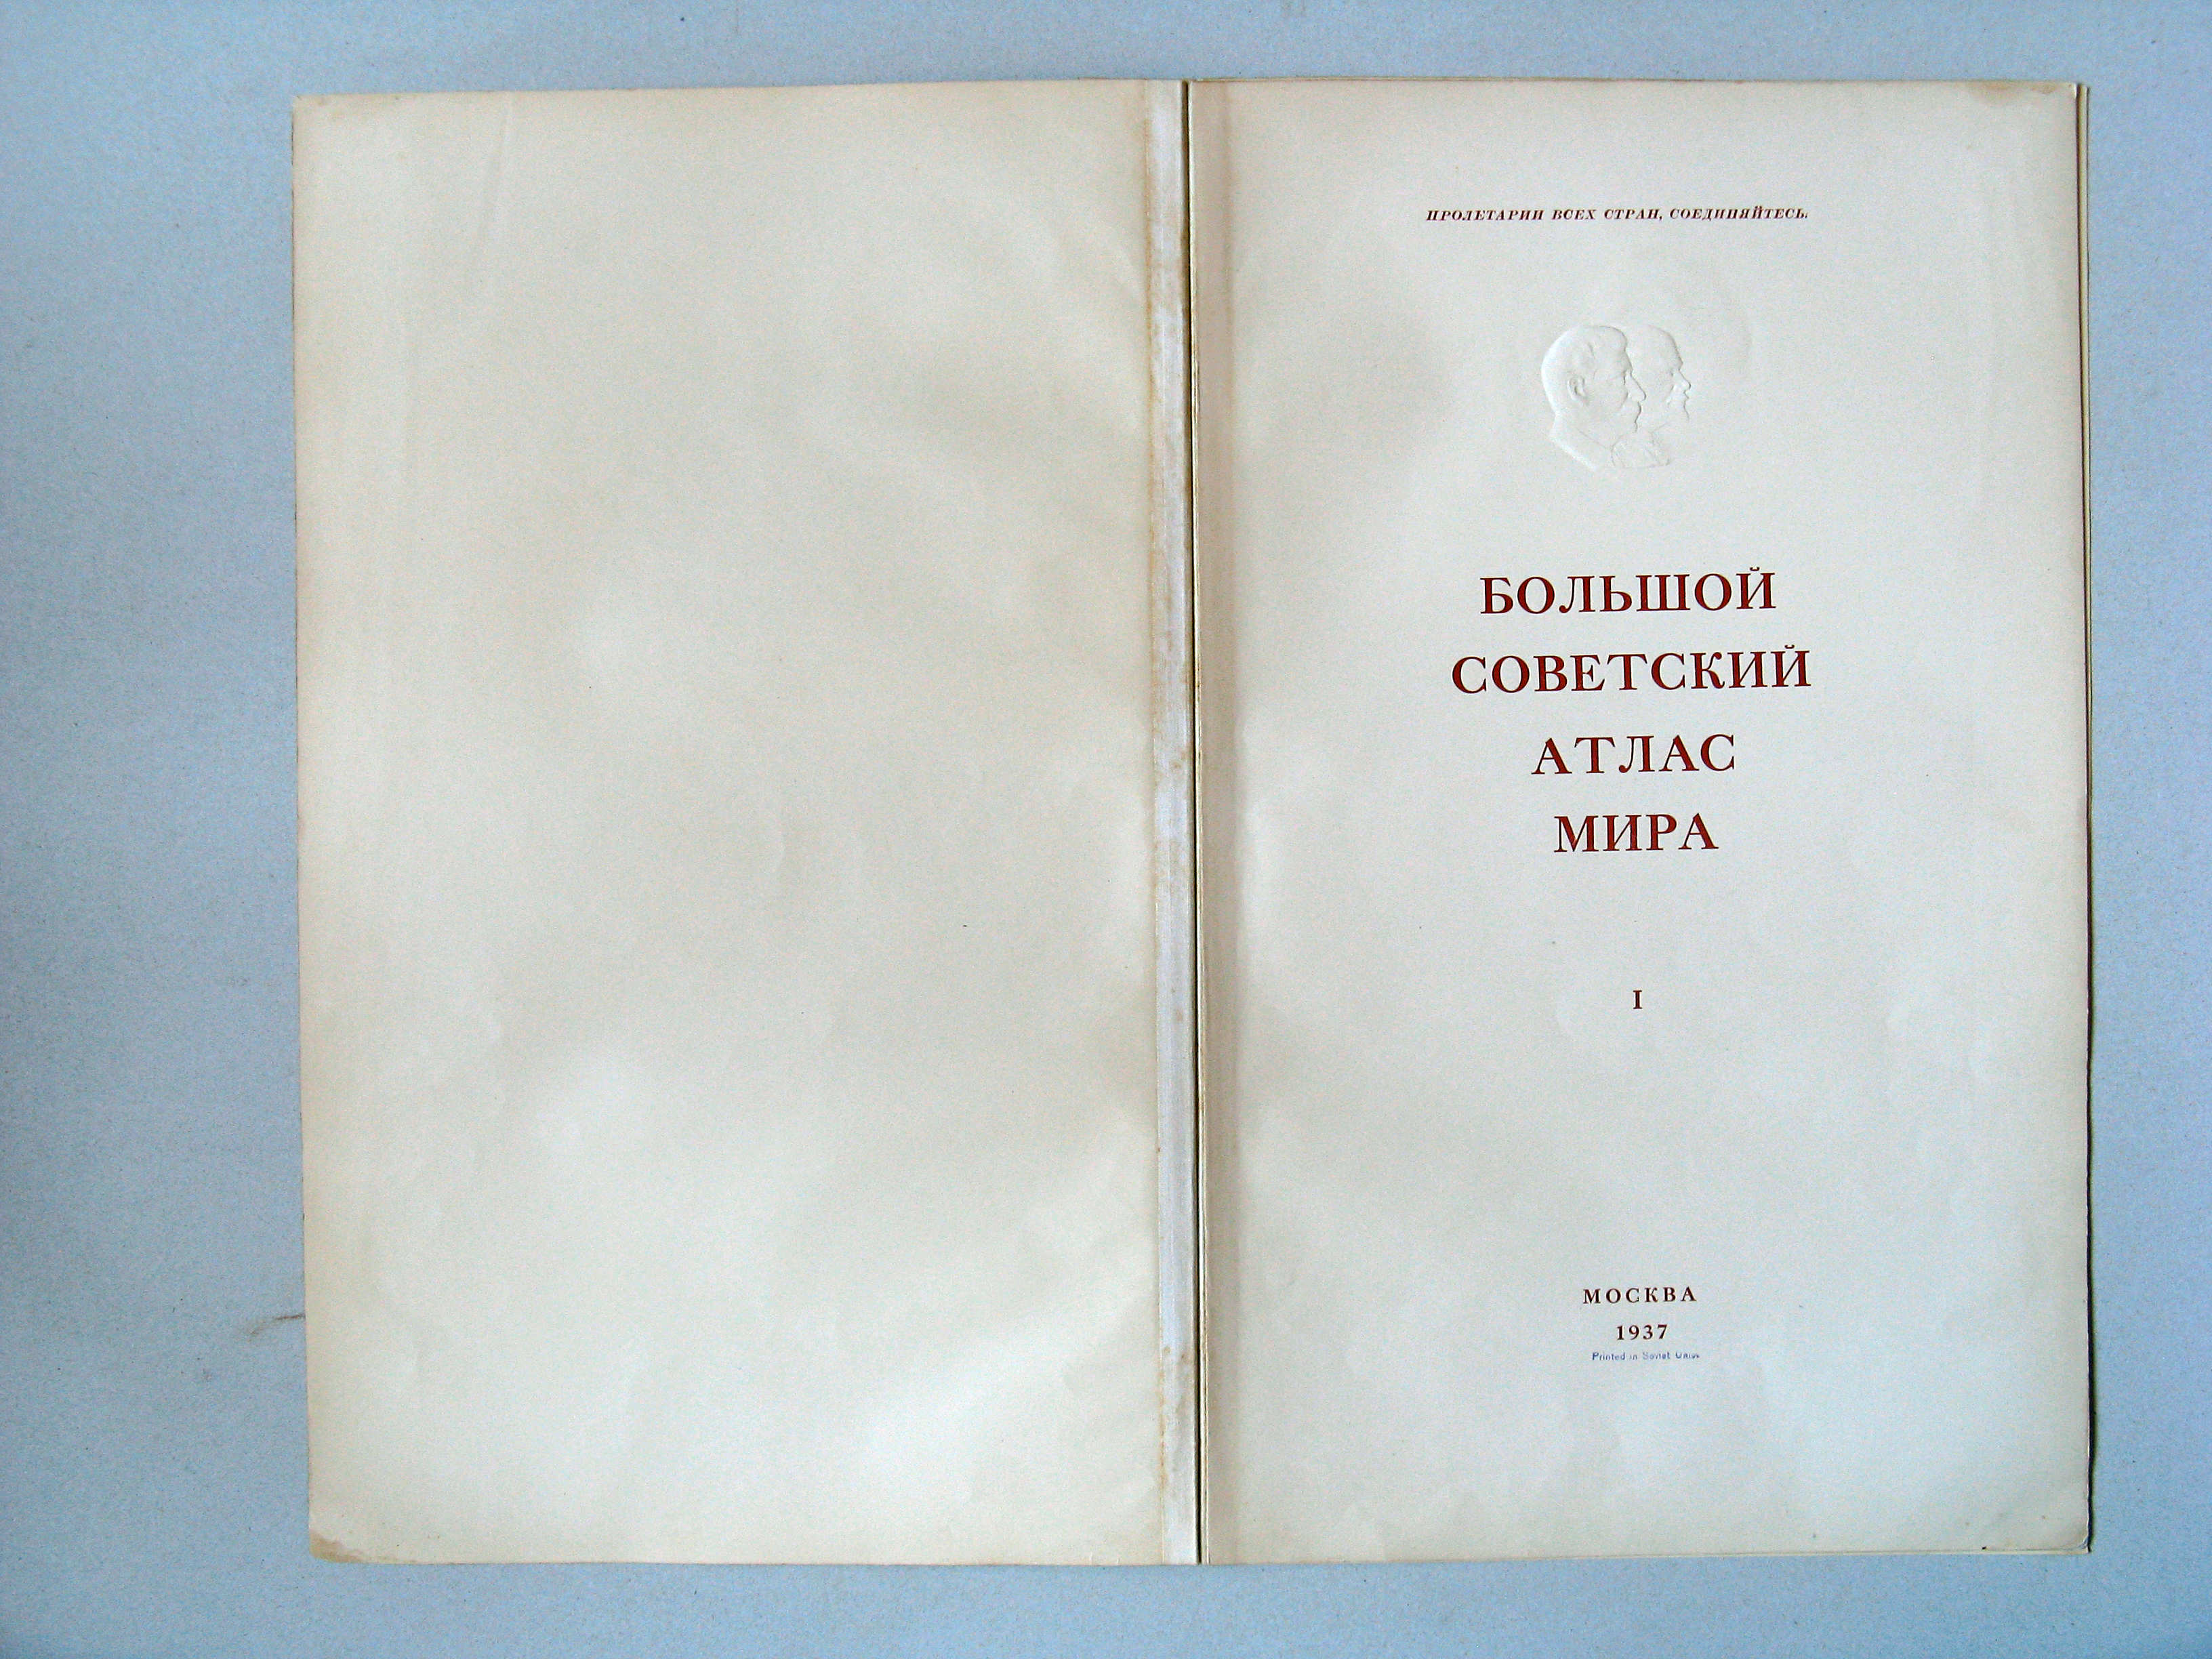 ПРОЛЕТАРИИ ВСЕХ СТРАН, СОЕДИНЯЙТЕСЬ.
БОЛЬШОЙ
СОВЕТСКИЙ
АТЛАС
МИРА
I
МОСКВА
1937
Printed in Soviet Union